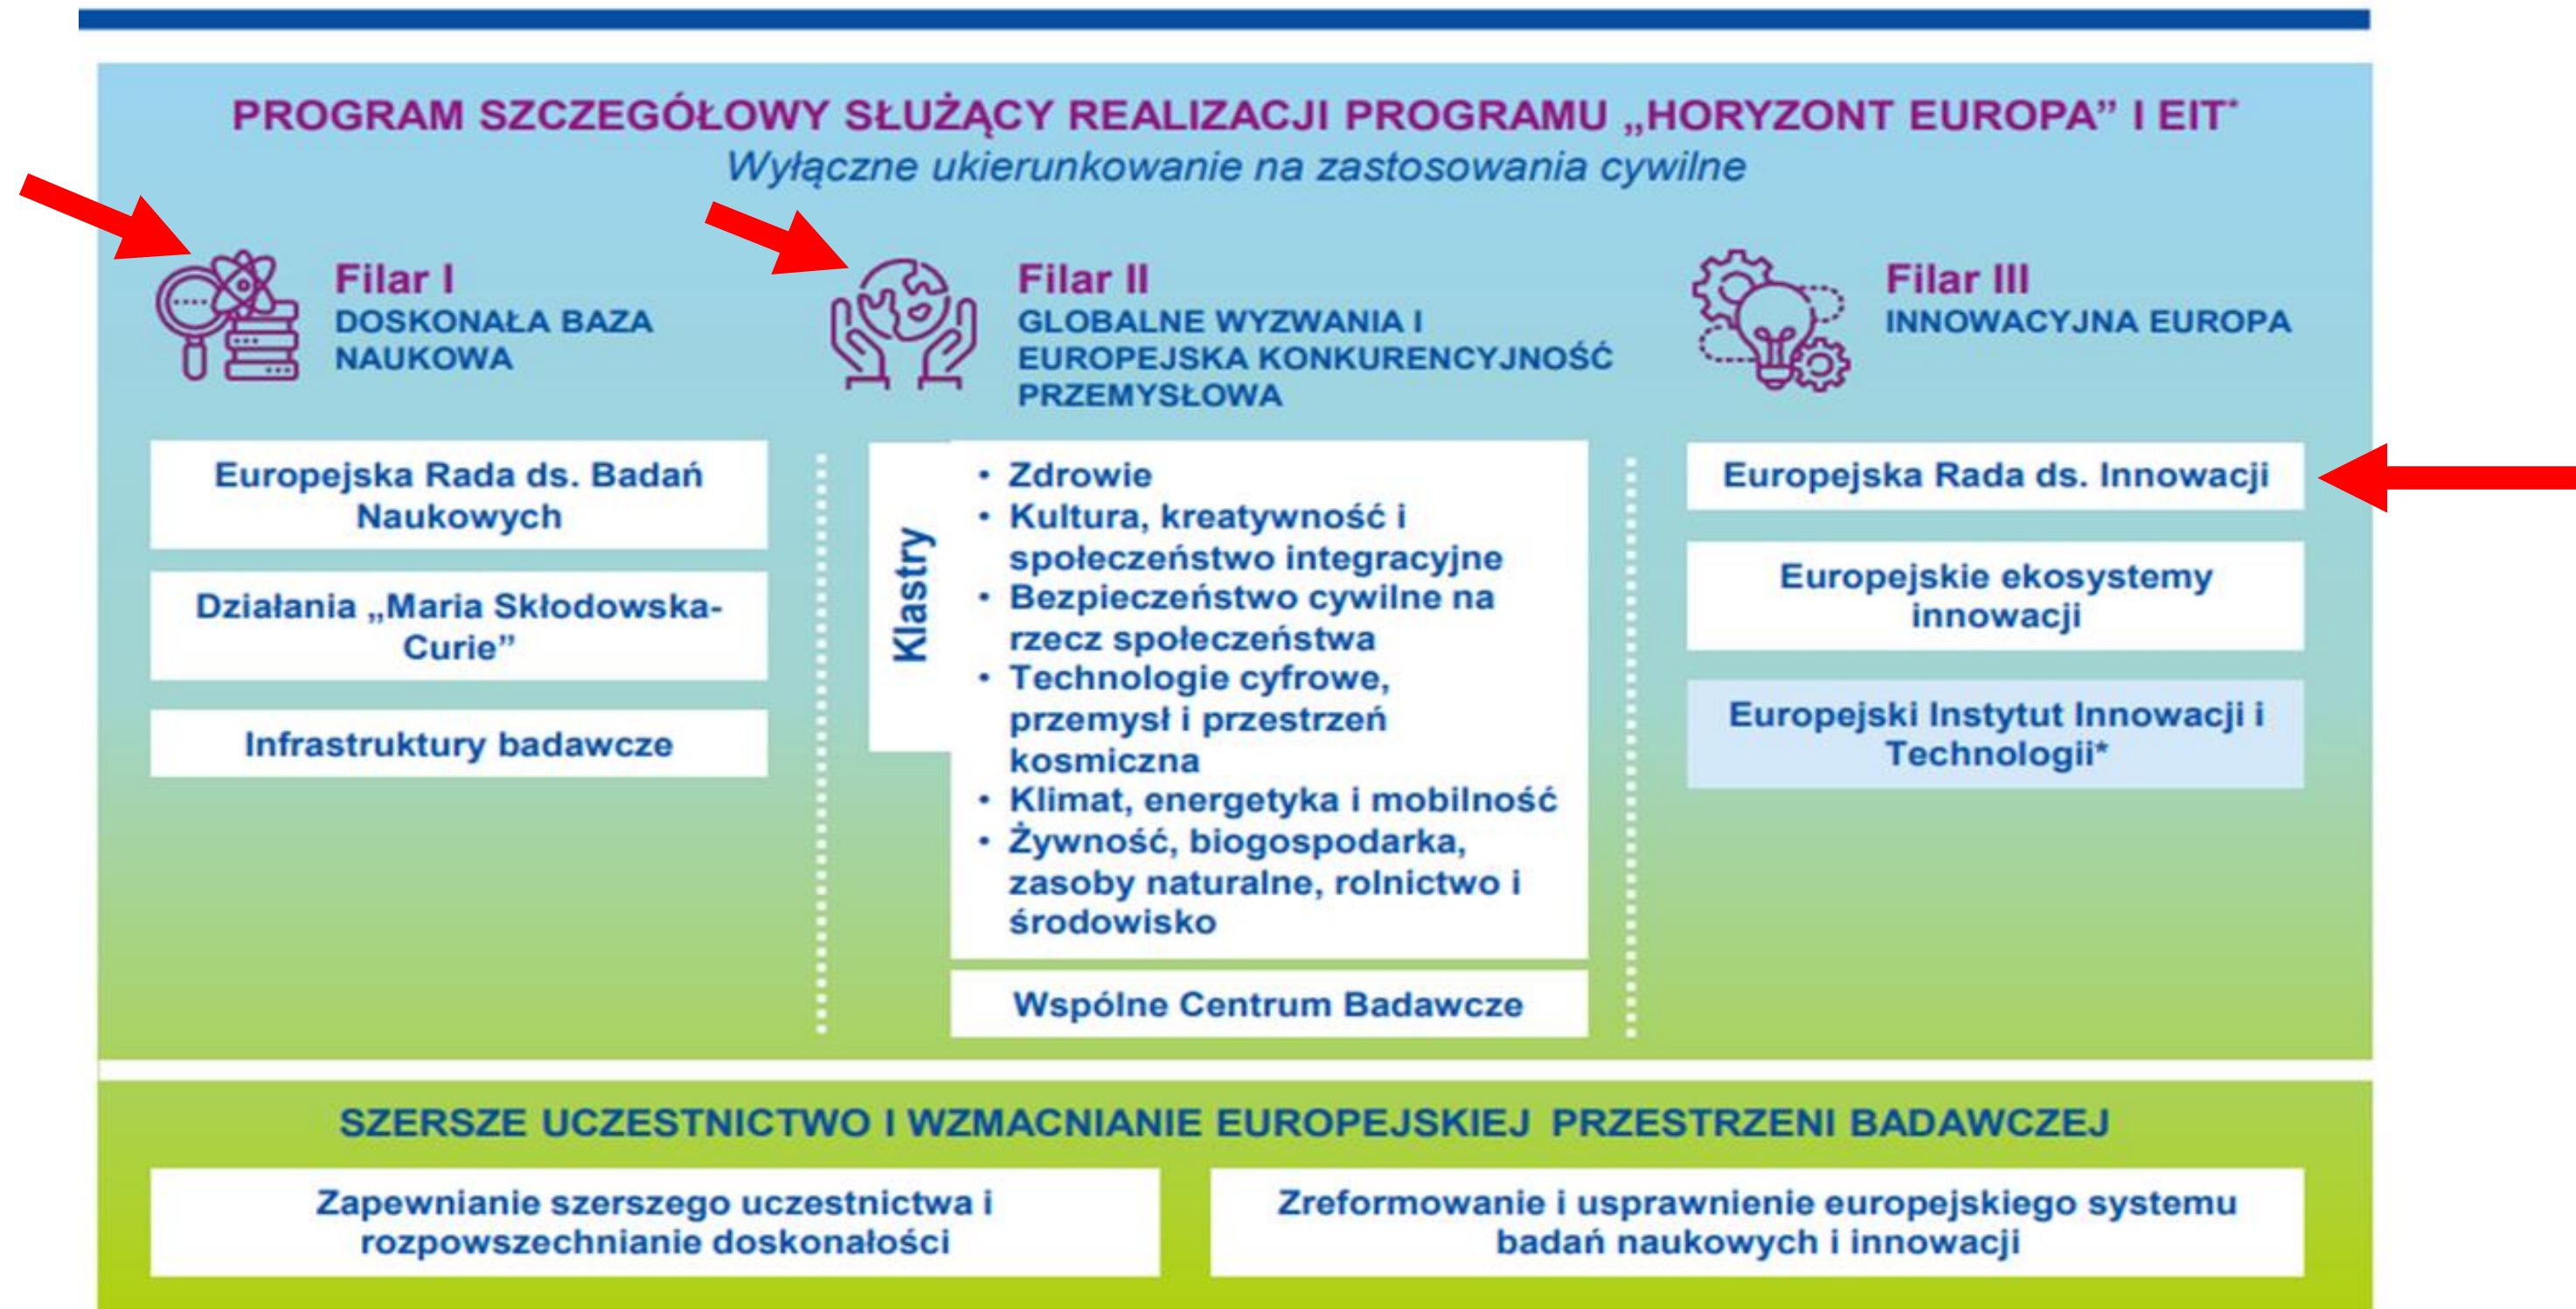 PROGRAM SZCZEGÓŁOWY SŁUŻĄCY REALIZACJI PROGRAMU „HORYZONT EUROPA” I EIT*
Wyłączne ukierunkowanie na zastosowania cywilne
Filar I
DOSKONAŁA BAZA
NAUKOWA
Europejska Rada ds. Badań
Naukowych
Działania „Maria Skłodowska-
Curie”
Infrastruktury badawcze
Filar II
GLOBALNE WYZWANIA I
EUROPEJSKA KONKURENCYJNOŚĆ
PRZEMYSŁOWA
Klastry
• Zdrowie
• Kultura, kreatywność i
społeczeństwo integracyjne
• Bezpieczeństwo cywilne na
rzecz społeczeństwa
• Technologie cyfrowe,
przemysł i przestrzeń
kosmiczna
• Klimat, energetyka i mobilność
• Żywność, biogospodarka,
zasoby naturalne, rolnictwo i
środowisko
Wspólne Centrum Badawcze
Filar III
INNOWACYJNA EUROPA
Europejska Rada ds. Innowacji
Europejskie ekosystemy
innowacji
Europejski Instytut Innowacji i
Technologii*
SZERSZE UCZESTNICTWO I WZMACNIANIE EUROPEJSKIEJ PRZESTRZENI BADAWCZEJ
Zapewnianie szerszego uczestnictwa i
rozpowszechnianie doskonałości
Zreformowanie i usprawnienie europejskiego systemu
badań naukowych i innowacji